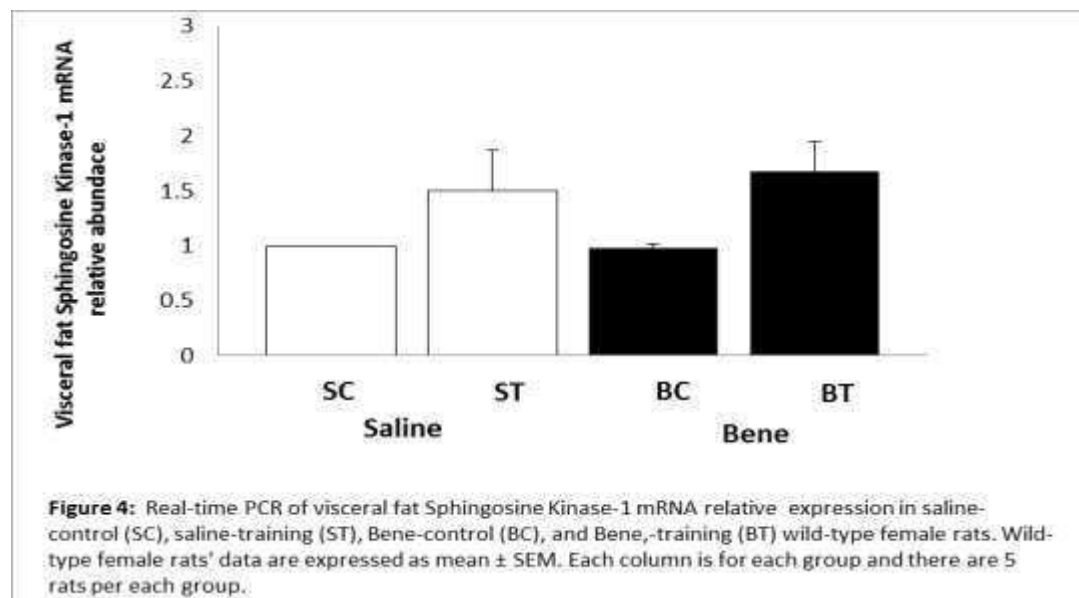 Visceral fat Sphingosine Kinase-1 mRNA
relative abundace
3
2.5
2
1.5
1
0.5
0
SC ST BC BT
Saline Bene
Figure 4: Real-time PCR of visceral fat Sphingosine Kinase-1 mRNA relative expression in saline-
control (SC), saline-training (ST), Bene-control (BC), and Bene,-training (BT) wild-type female rats. Wild-
type female rats' data are expressed as mean ± SEM. Each column is for each group and there are 5
rats per each group.